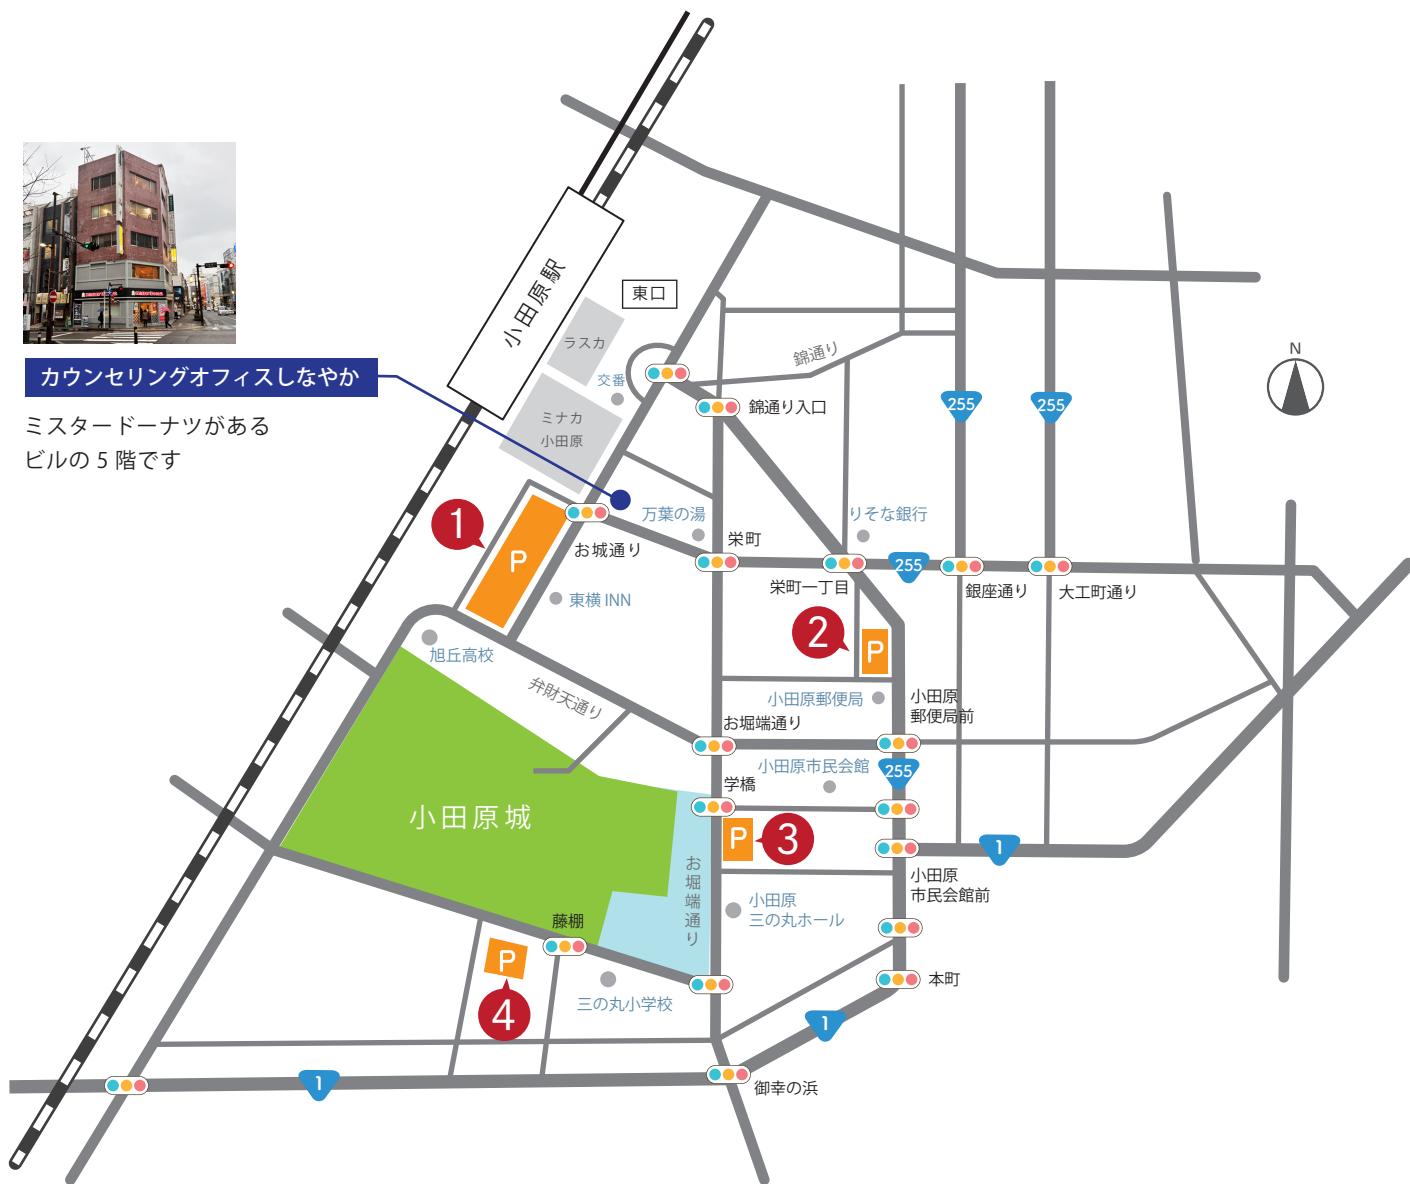 小田原駅
東口
ラスカ
交番
ミナカ
小田原
カウンセリングオフィスしなやか
ミスタードーナツがある
ビルの 5 階です
錦通り
錦通り入口
N
255
255
1
P
お城通り
万葉の湯
栄町
りそな銀行
255
栄町一丁目
銀座通り
大工町通り
東横 INN
2
P
旭丘高校
弁財天通り
小田原郵便局
小田原
郵便局前
お堀端通り
小田原市民会館
255
学橋
小田原城
P
3
1
お堀端通り
小田原
市民会館前
小田原
三の丸ホール
藤棚
P
4
三の丸小学校
本町
1
1
御幸の浜